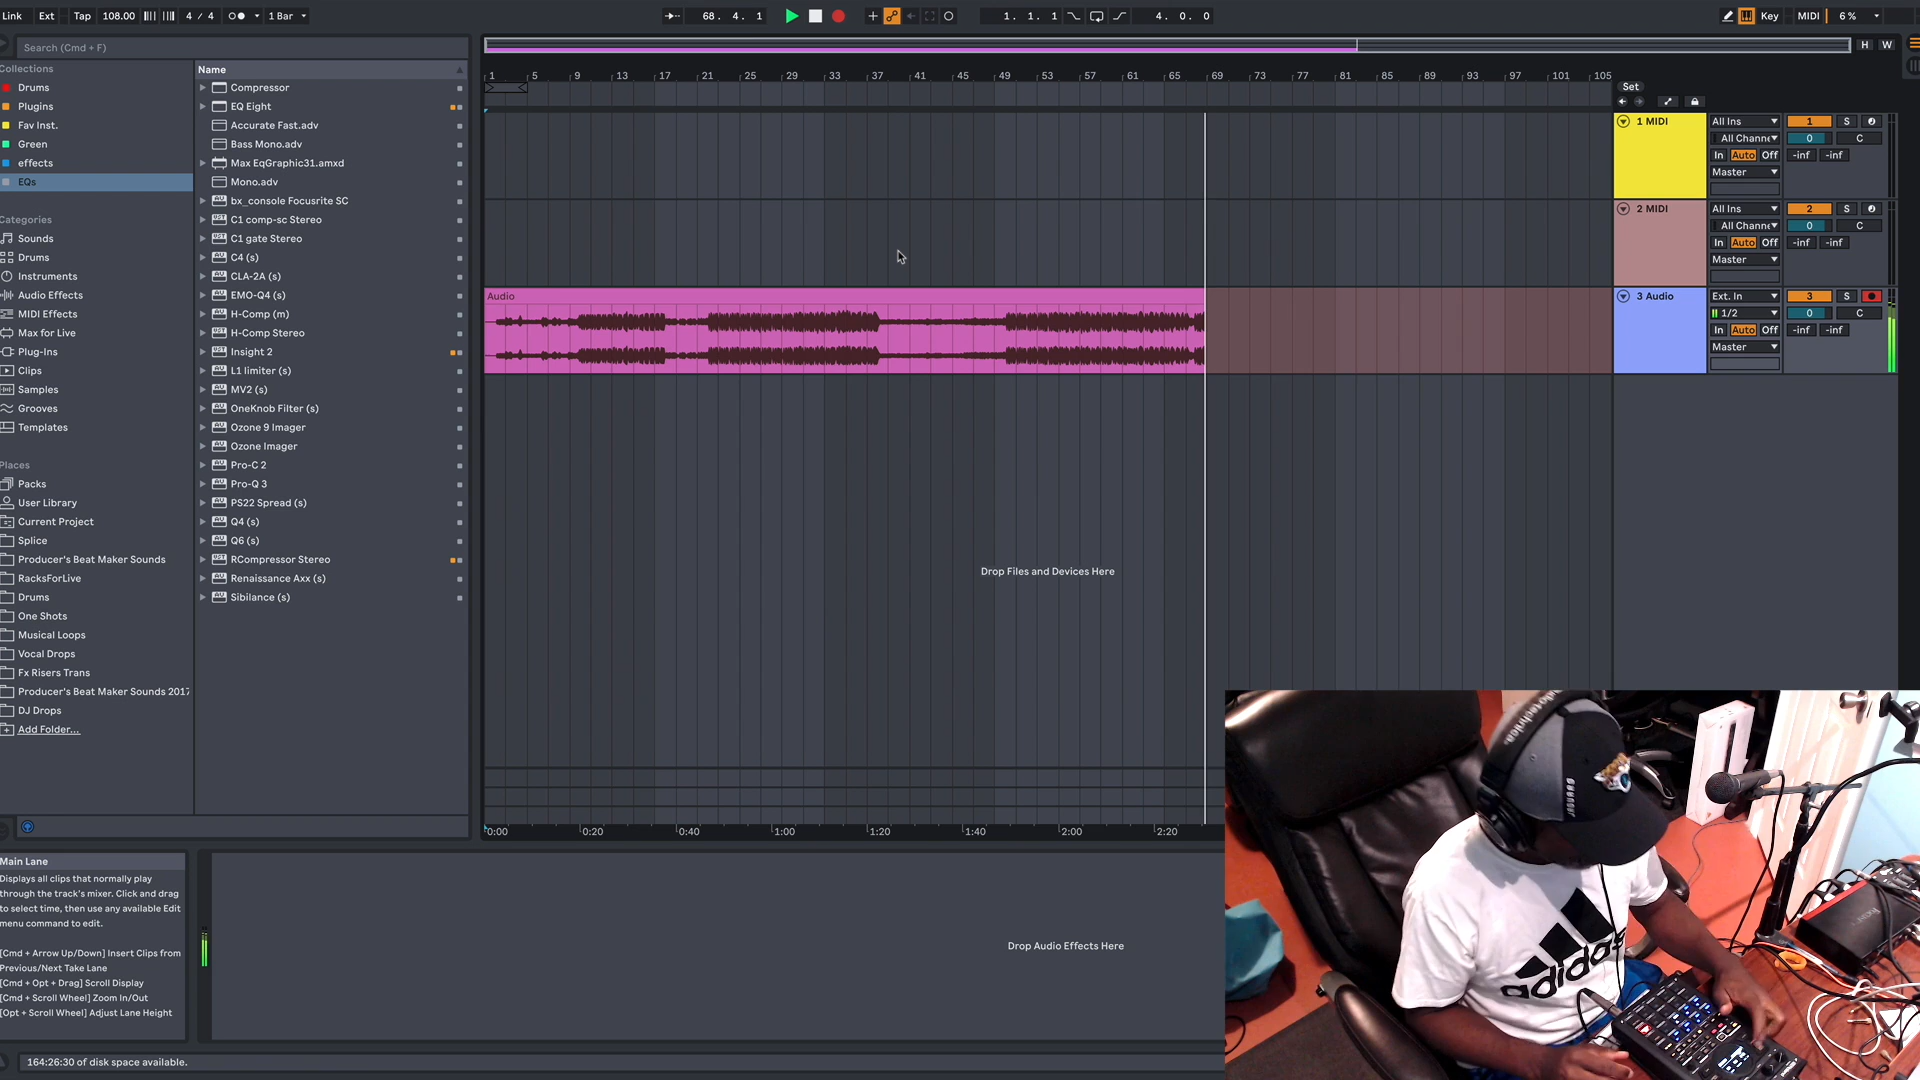 Link Ext Tap 108.00 4 / 4 1 Bar 68. 4. 1 1. 1. 1 4. 0. 0 Key MIDI 6 %
Search (Cmd + F)
H W
Collections
Drums
Plugins
Fav Inst.
Green
effects
EQs
Categories
Sounds
Drums
Instruments
Audio Effects
MIDI Effects
Max for Live
Plug-Ins
Clips
Samples
Grooves
Templates
Places
Packs
User Library
Current Project
Splice
Producer's Beat Maker Sounds
RacksForLive
Drums
One Shots
Musical Loops
Vocal Drops
Fx Risers Trans
Producer's Beat Maker Sounds 2017
DJ Drops
Add Folder...
Name
Compressor
EQ Eight
Accurate Fast.adv
Bass Mono.adv
Max EqGraphic31.amxd
Mono.adv
bx_console Focusrite SC
C1 comp-sc Stereo
C1 gate Stereo
C4 (s)
CLA-2A (s)
EMO-Q4 (s)
H-Comp (m)
H-Comp Stereo
Insight 2
L1 limiter (s)
MV2 (s)
OneKnob Filter (s)
Ozone 9 Imager
Ozone Imager
Pro-C 2
Pro-Q 3
PS22 Spread (s)
Q4 (s)
Q6 (s)
RCompressor Stereo
Renaissance Axx (s)
Sibilance (s)
1 5 9 13 17 21 25 29 33 37 41 45 49 53 57 61 65 69 73 77 81 85 89 93 97 101 105
Set
1 MIDI All Ins 1 S
All Channe 0 C
In Auto Off -inf -inf
Master
2 MIDI All Ins 2 S
All Channe 0 C
In Auto Off -inf -inf
Master
Audio
3 Audio Ext. In 3 S
1/2 0 C
In Auto Off -inf -inf
Master
Drop Files and Devices Here
0:00 0:20 0:40 1:00 1:20 1:40 2:00 2:20
Main Lane
Displays all clips that normally play
through the track's mixer. Click and drag
to select time, then use any available Edit
menu command to edit.
[Cmd + Arrow Up/Down] Insert Clips from
Previous/Next Take Lane
[Cmd + Opt + Drag] Scroll Display
[Cmd + Scroll Wheel] Zoom In/Out
[Opt + Scroll Wheel] Adjust Lane Height
Drop Audio Effects Here
164:26:30 of disk space available.
audio-technica
adidas